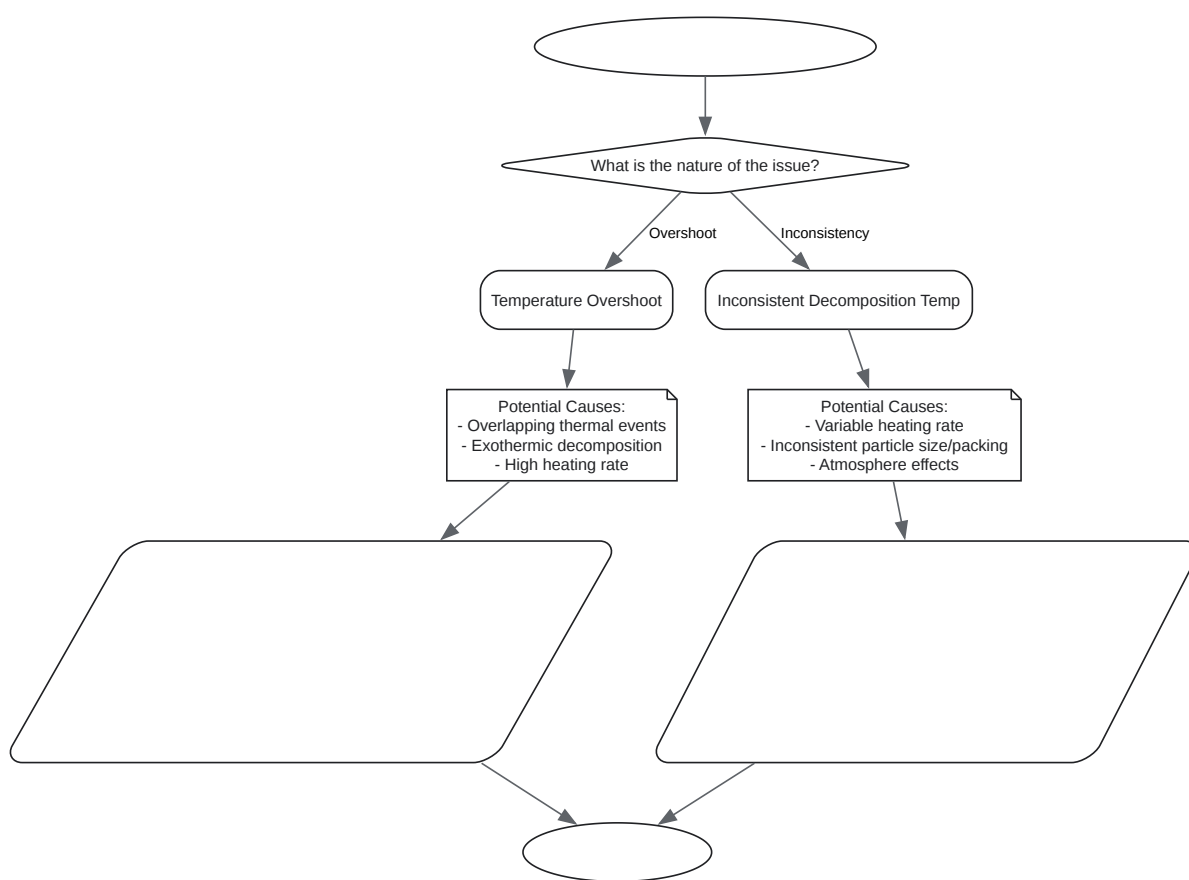 What is the nature of the issue?
Overshoot
Inconsistency
Temperature Overshoot
Inconsistent Decomposition Temp
Potential Causes:
- Overlapping thermal events
- Exothermic decomposition
- High heating rate
Potential Causes:
- Variable heating rate
- Inconsistent particle size/packing
- Atmosphere effects